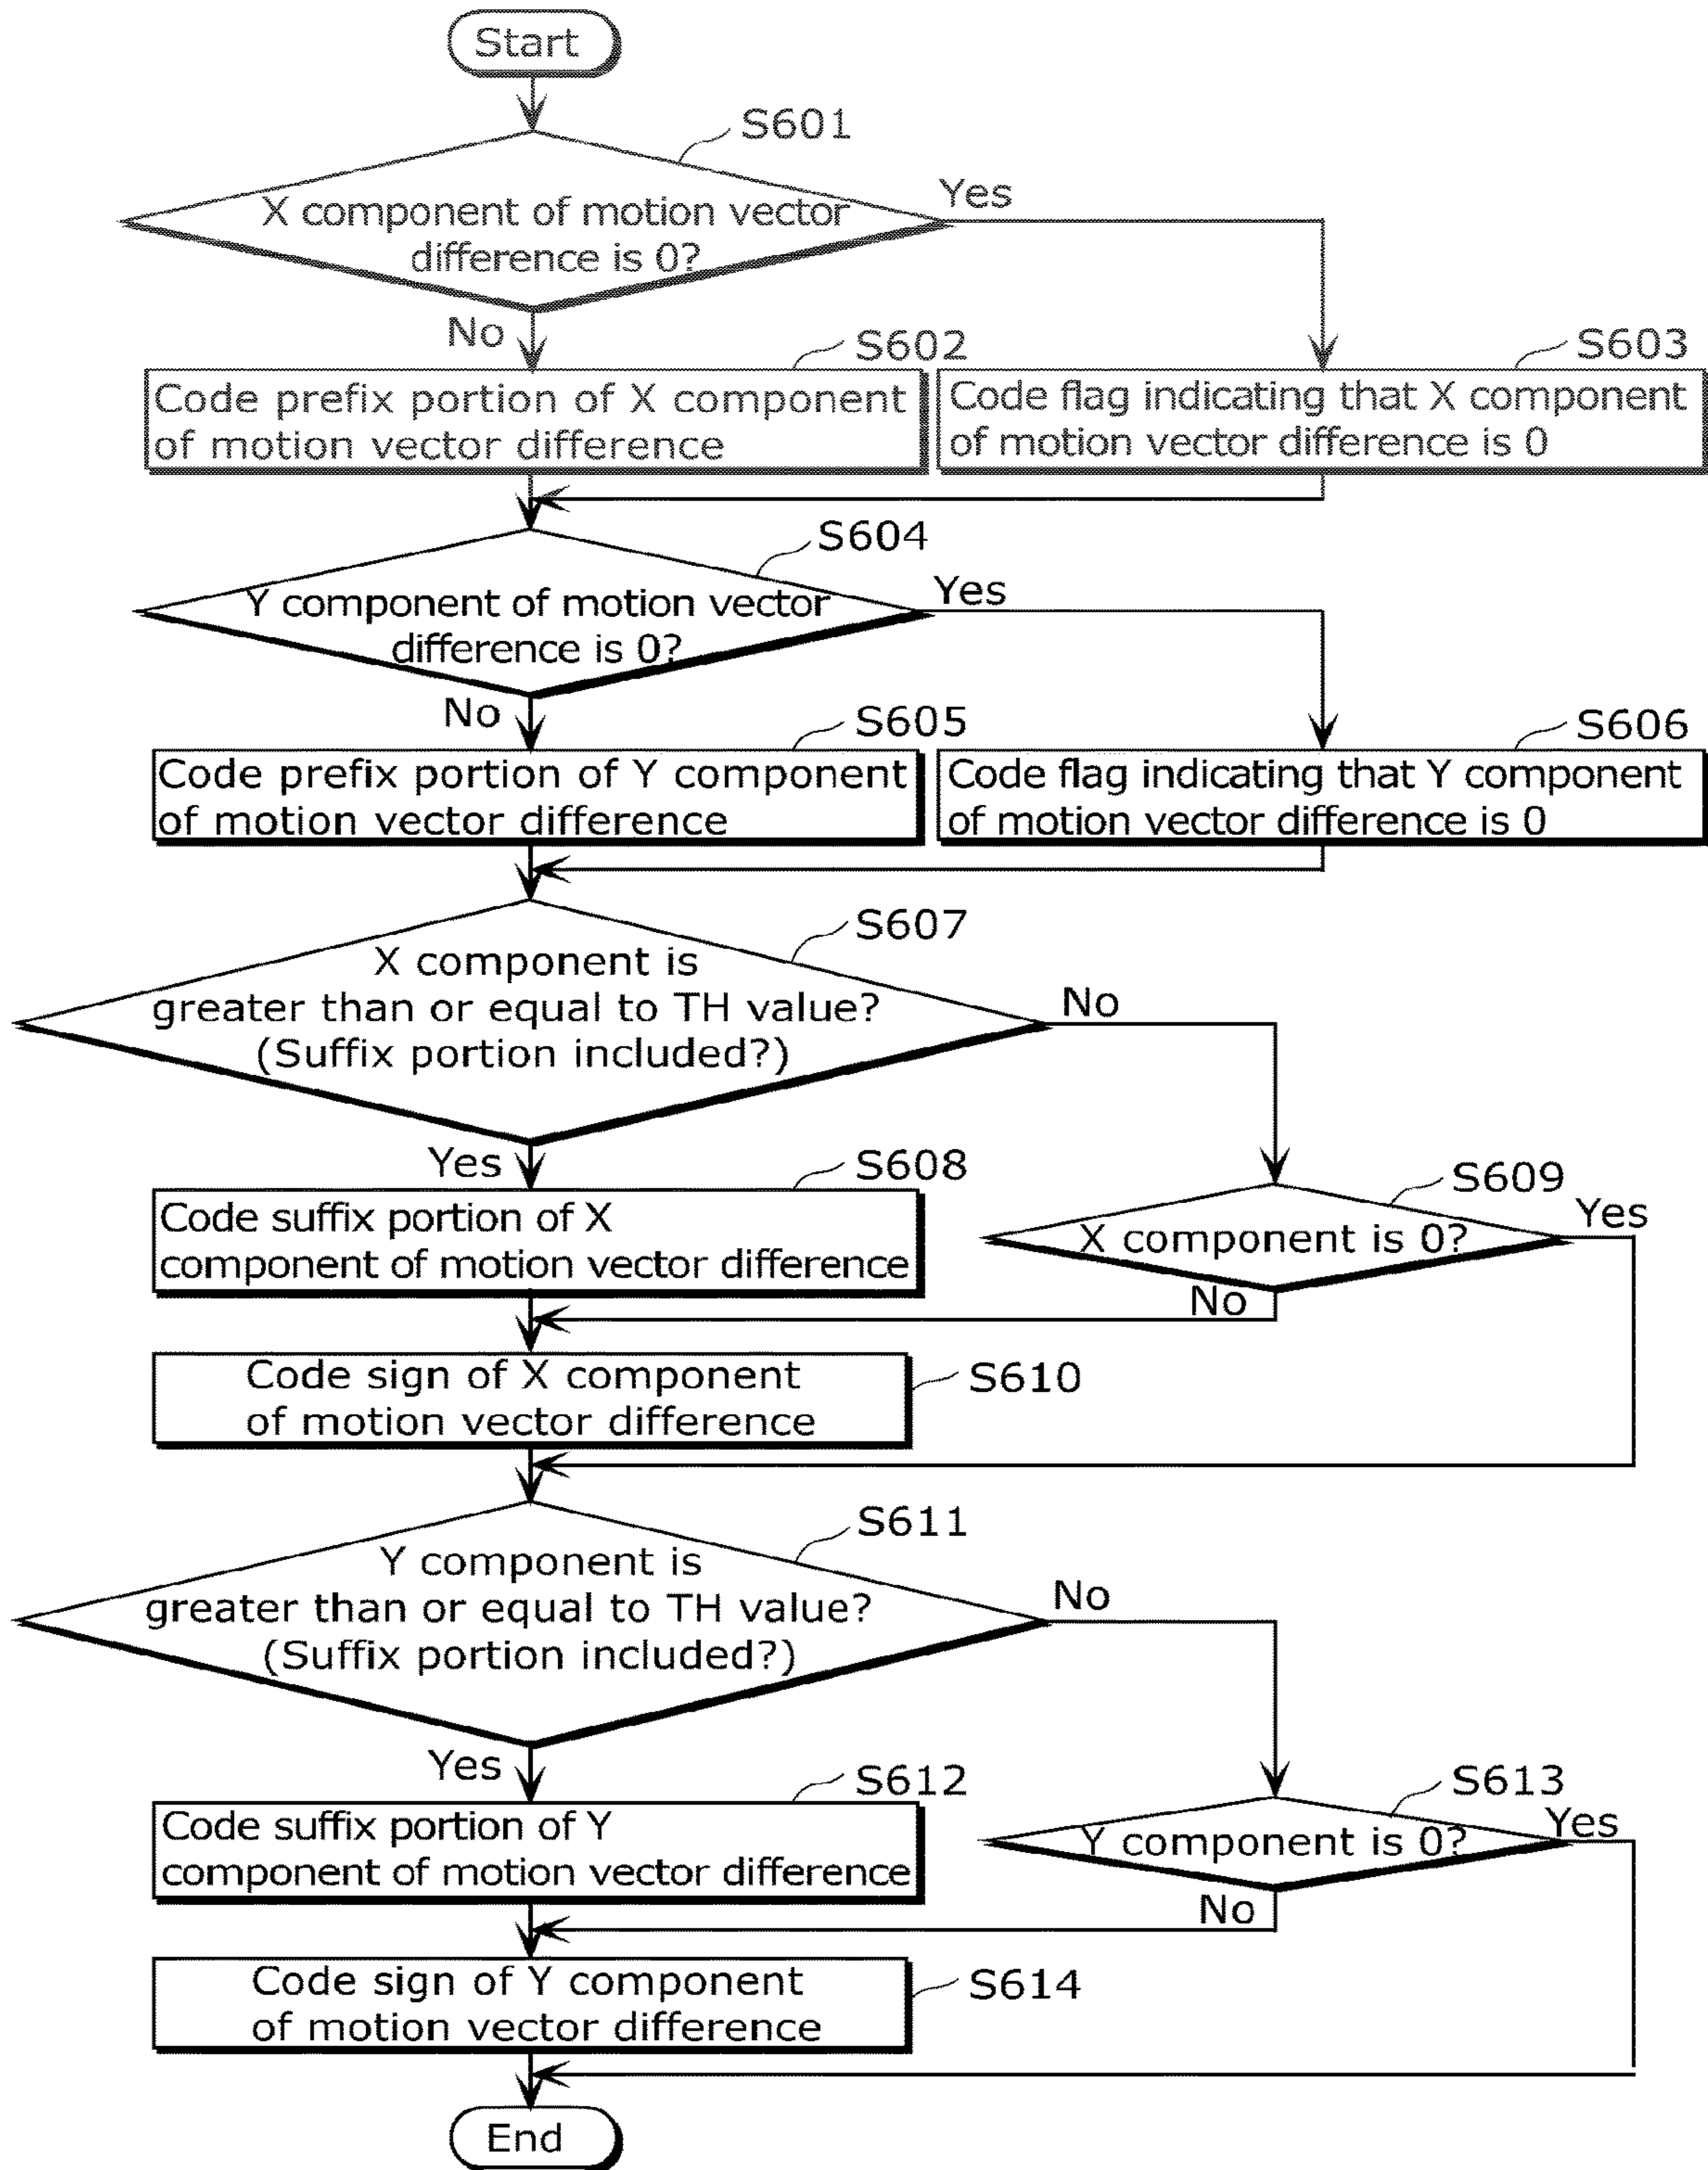 Start
S601
X component of motion vector
difference is 0?
Yes
No
S602
S603
Code prefix portion of X component
of motion vector difference
Code flag indicating that X component
of motion vector difference is 0
S604
Y component of motion vector
difference is 0?
Yes
No
S605
S606
Code prefix portion of Y component
of motion vector difference
Code flag indicating that Y component
of motion vector difference is 0
S607
X component is
greater than or equal to TH value?
(Suffix portion included?)
No
Yes
S608
Code suffix portion of X
component of motion vector difference
S609
X component is 0?
Yes
No
Code sign of X component
of motion vector difference
S610
S611
Y component is
greater than or equal to TH value?
(Suffix portion included?)
No
Yes
S612
Code suffix portion of Y
component of motion vector difference
S613
Y component is 0?
Yes
No
Code sign of Y component
of motion vector difference
S614
End